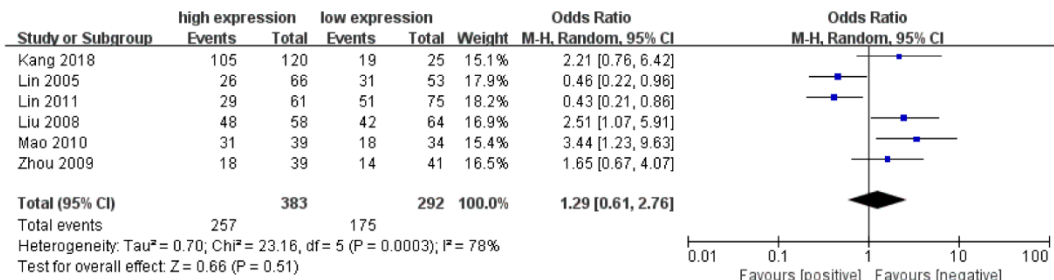 high expression low expression Odds Ratio Odds Ratio
Study or Subgroup Events Total Events Total Weight M-H, Random, 95% CI M-H, Random, 95% CI
Kang 2018 105 120 19 25 15.1% 2.21 [0.76, 6.42]
Lin 2005 26 66 31 53 17.9% 0.46 [0.22, 0.96]
Lin 2011 29 61 51 75 18.2% 0.43 [0.21, 0.86]
Liu 2008 48 58 42 64 16.9% 2.51 [1.07, 5.91]
Mao 2010 31 39 18 34 15.4% 3.44 [1.23, 9.63]
Zhou 2009 18 39 14 41 16.5% 1.65 [0.67, 4.07]
Total (95% CI) 383 292 100.0% 1.29 [0.61, 2.76]
Total events 257 175
Heterogeneity: Tau² = 0.70; Chi² = 23.16, df = 5 (P = 0.0003); I² = 78%
Test for overall effect: Z = 0.66 (P = 0.51)
0.01 0.1 1 10 100
Favours [positive] Favours [negative]